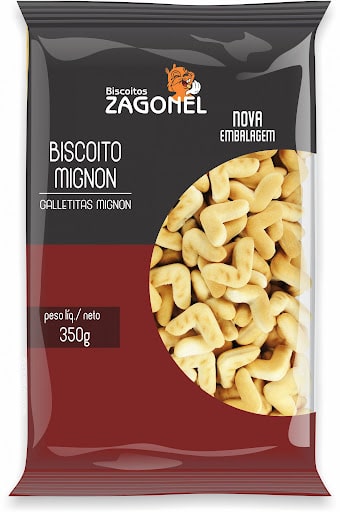 Biscoitos
ZAGONEL
NOVA
EMBALAGEM
BISCOITO
MIGNON
GALLETITAS MIGNON
peso líq./ neto
350g